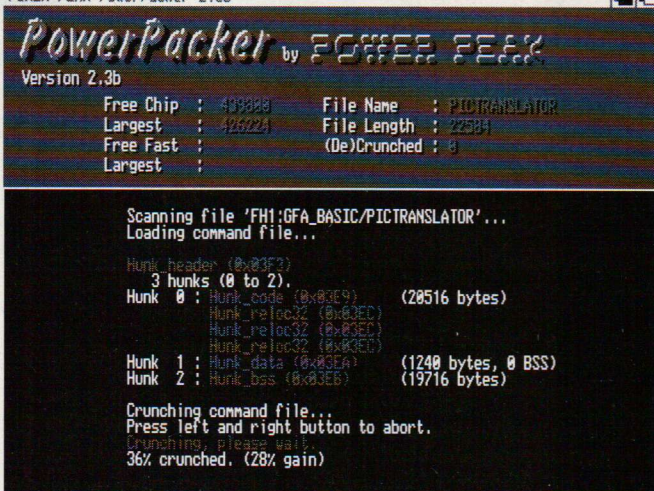 PowerPacker by POWER PEAK
Version 2.3b
Free Chip : 439888 File Name : PICTRANSLATOR
Largest : 426224 File Length : 22584
Free Fast : (De)Crunched : 0
Largest :
Scanning file 'FH1:GFA_BASIC/PICTRANSLATOR'...
Loading command file...
Hunk_header (0x03F3)
3 hunks (0 to 2).
Hunk 0 : Hunk_code (0x03E9) (20516 bytes)
Hunk_reloc32 (0x03EC)
Hunk_reloc32 (0x03EC)
Hunk_reloc32 (0x03EC)
Hunk 1 : Hunk_data (0x03EA) (1240 bytes, 0 BSS)
Hunk 2 : Hunk_bss (0x03EB) (19716 bytes)
Crunching command file...
Press left and right button to abort.
Crunching, please wait.
36% crunched. (28% gain)